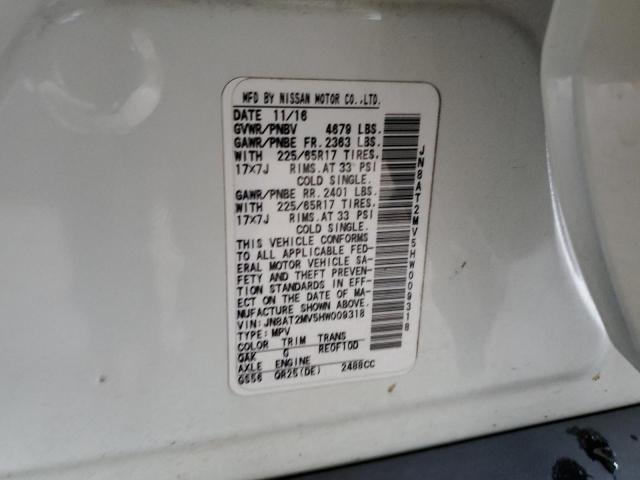 MFD BY NISSAN MOTOR CO.,LTD.
DATE 11/16
GVWR/PNBV 4679 LBS.
GAWR/PNBE FR. 2363 LBS.
WITH 225/65R17 TIRES.
17X7J RIMS.AT 33 PSI
COLD SINGLE.
GAWR/PNBE RR. 2401 LBS.
WITH 225/65R17 TIRES.
17X7J RIMS.AT 33 PSI
COLD SINGLE.
THIS VEHICLE CONFORMS
TO ALL APPLICABLE FED-
ERAL MOTOR VEHICLE SA-
FETY AND THEFT PREVEN-
TION STANDARDS IN EFF-
ECT ON THE DATE OF MA-
NUFACTURE SHOWN ABOVE.
VIN: JN8AT2MV5HW009318
TYPE: MPV
COLOR TRIM TRANS
QAK G RE0F10D
AXLE ENGINE
GS56 QR25(DE) 2488CC
JN8AT2MV5HW009318